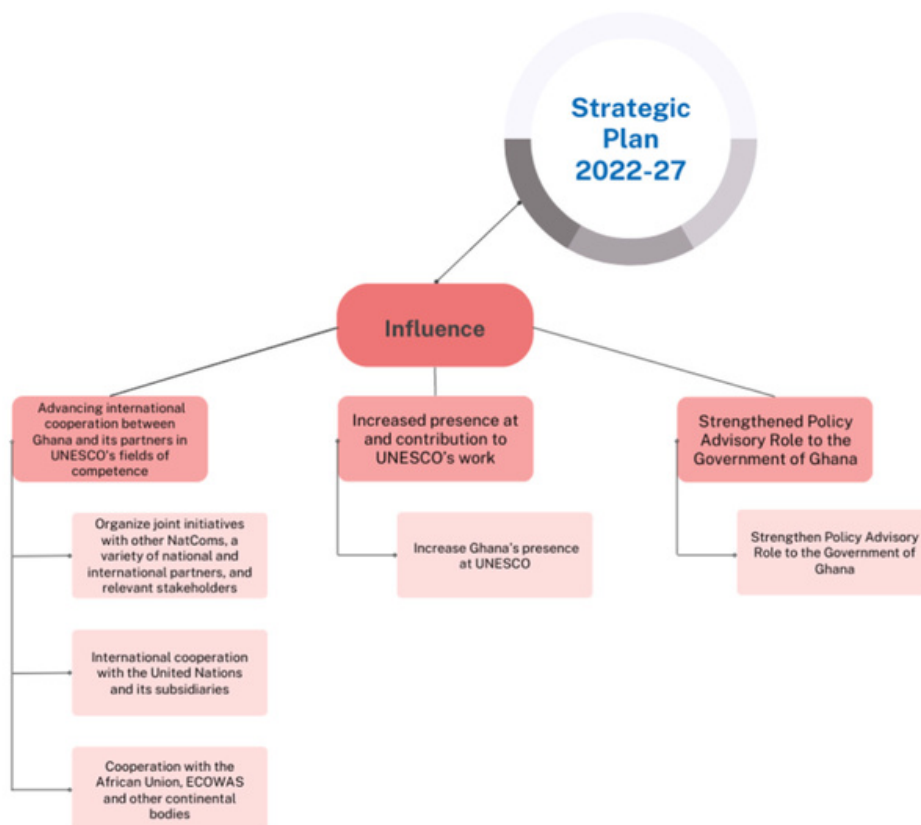 Strategic
Plan
2022-27
Influence
Advancing international
cooperation between
Ghana and its partners in
UNESCO's fields of
competence
Organize joint initiatives
with other NatComs, a
variety of national and
international partners, and
relevant stakeholders
International cooperation
with the United Nations
and its subsidiaries
Cooperation with the
African Union, ECOWAS
and other continental
bodies
Increased presence at
and contribution to
UNESCO's work
Increase Ghana's presence
at UNESCO
Strengthened Policy
Advisory Role to the
Government of Ghana
Strengthen Policy Advisory
Role to the Government of
Ghana